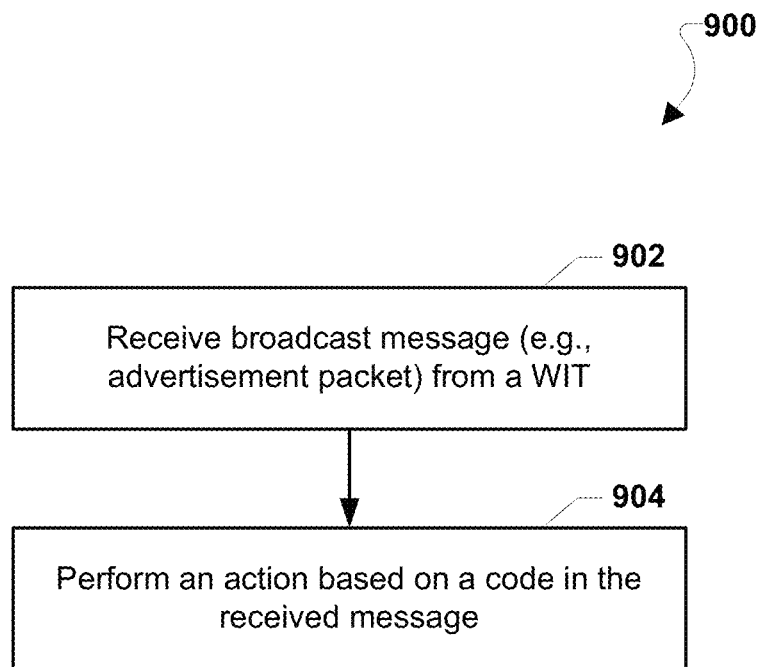 900
902
Receive broadcast message (e.g.,
advertisement packet) from a WIT
904
Perform an action based on a code in the
received message